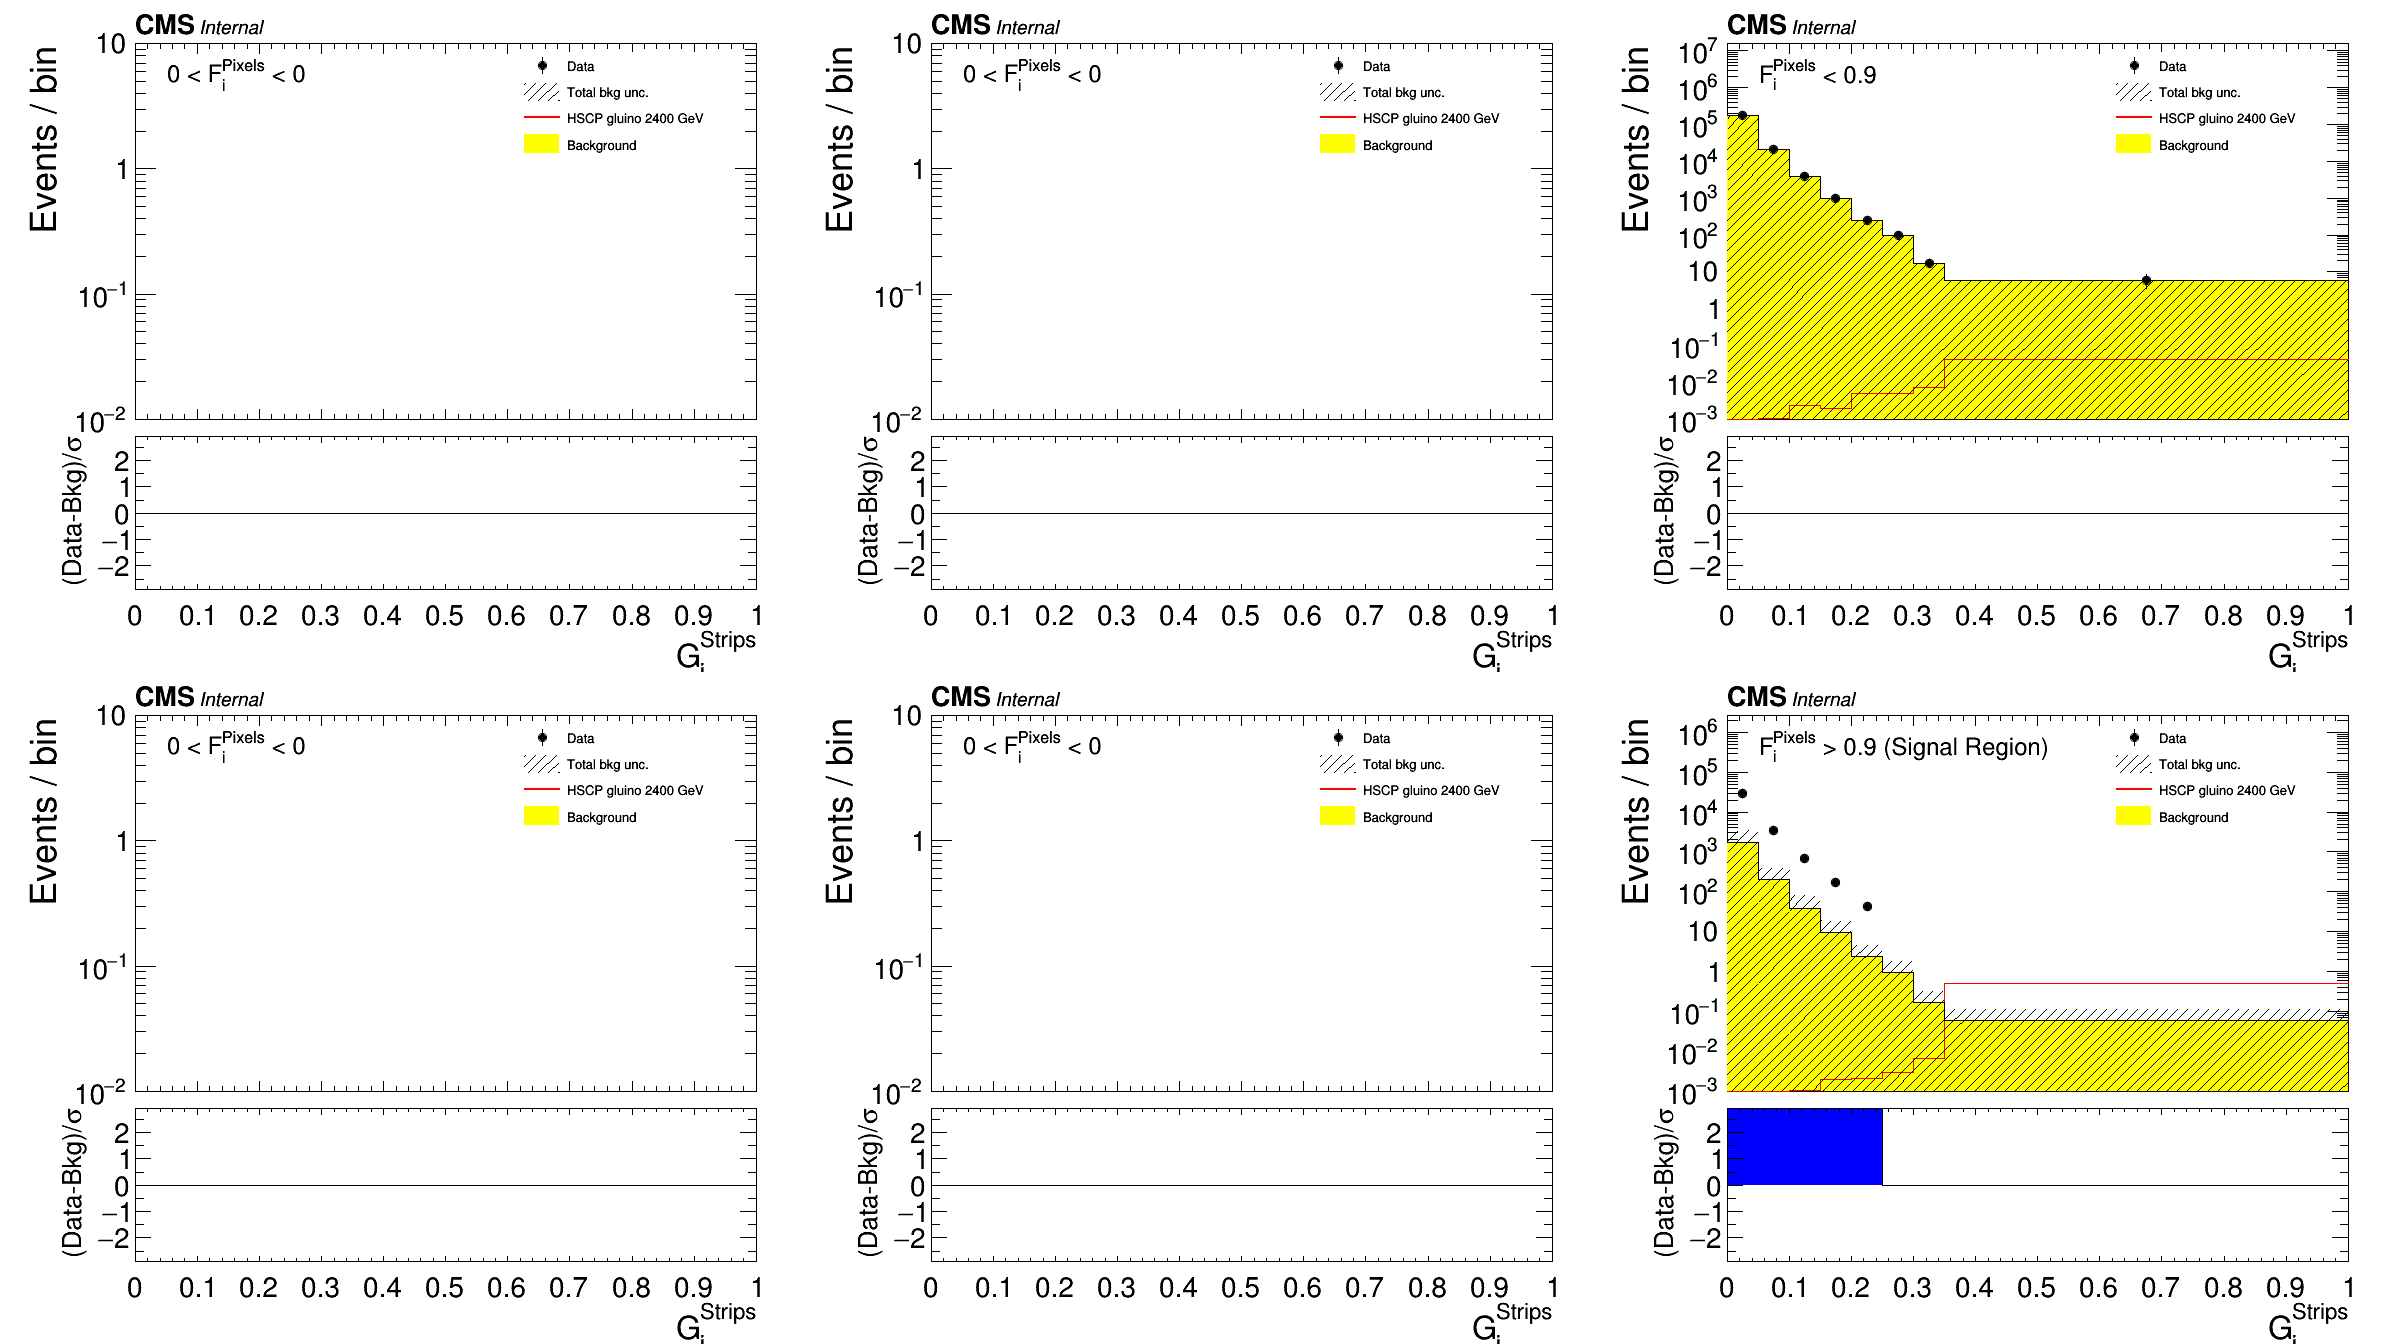 CMS Internal
Events / bin
0 < F_i^Pixels < 0
Data
Total bkg unc.
HSCP gluino 2400 GeV
Background
10
1
10^−1
10^−2
(Data-Bkg)/σ
2
1
0
−1
−2
0 0.1 0.2 0.3 0.4 0.5 0.6 0.7 0.8 0.9 1
G_i^Strips
CMS Internal
Events / bin
0 < F_i^Pixels < 0
Data
Total bkg unc.
HSCP gluino 2400 GeV
Background
10
1
10^−1
10^−2
(Data-Bkg)/σ
2
1
0
−1
−2
0 0.1 0.2 0.3 0.4 0.5 0.6 0.7 0.8 0.9 1
G_i^Strips
CMS Internal
Events / bin
F_i^Pixels < 0.9
Data
Total bkg unc.
HSCP gluino 2400 GeV
Background
10^7
10^6
10^5
10^4
10^3
10^2
10
1
10^−1
10^−2
10^−3
(Data-Bkg)/σ
2
1
0
−1
−2
0 0.1 0.2 0.3 0.4 0.5 0.6 0.7 0.8 0.9 1
G_i^Strips
CMS Internal
Events / bin
0 < F_i^Pixels < 0
Data
Total bkg unc.
HSCP gluino 2400 GeV
Background
10
1
10^−1
10^−2
(Data-Bkg)/σ
2
1
0
−1
−2
0 0.1 0.2 0.3 0.4 0.5 0.6 0.7 0.8 0.9 1
G_i^Strips
CMS Internal
Events / bin
0 < F_i^Pixels < 0
Data
Total bkg unc.
HSCP gluino 2400 GeV
Background
10
1
10^−1
10^−2
(Data-Bkg)/σ
2
1
0
−1
−2
0 0.1 0.2 0.3 0.4 0.5 0.6 0.7 0.8 0.9 1
G_i^Strips
CMS Internal
Events / bin
F_i^Pixels > 0.9 (Signal Region)
Data
Total bkg unc.
HSCP gluino 2400 GeV
Background
10^6
10^5
10^4
10^3
10^2
10
1
10^−1
10^−2
10^−3
(Data-Bkg)/σ
2
1
0
−1
−2
0 0.1 0.2 0.3 0.4 0.5 0.6 0.7 0.8 0.9 1
G_i^Strips